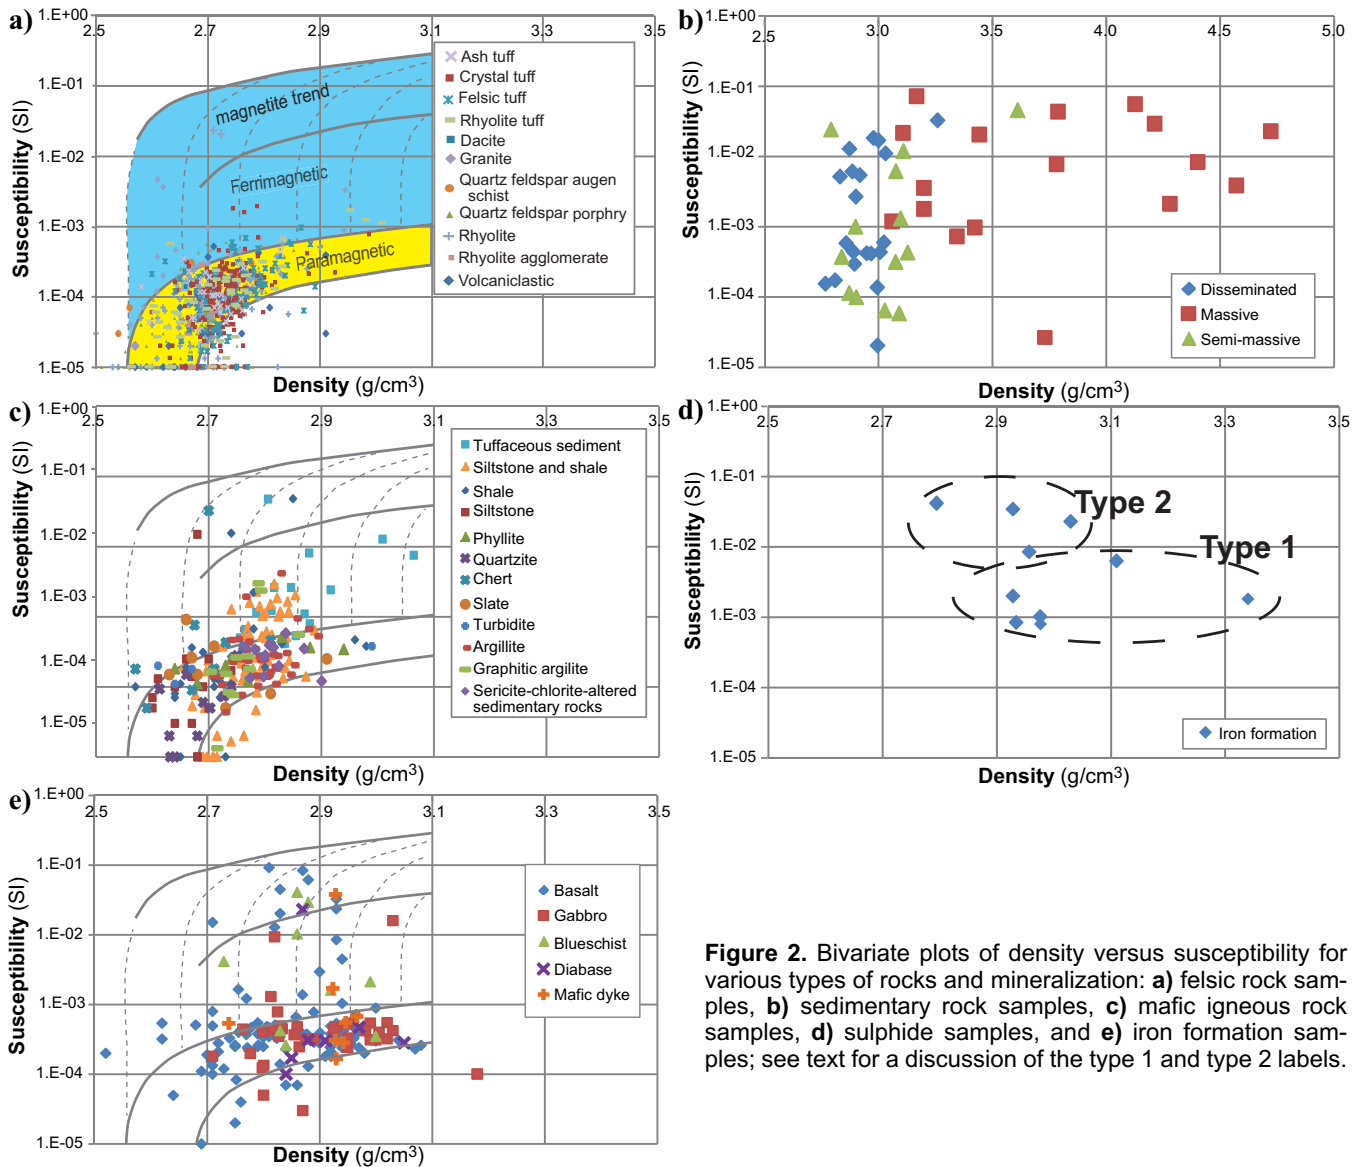 a)
1.E+00
1.E-01
1.E-02
1.E-03
1.E-04
1.E-05
2.5
2.7
2.9
3.1
3.3
3.5
Susceptibility (SI)
Density (g/cm³)
magnetite trend
Ferrimagnetic
Paramagnetic
Ash tuff
Crystal tuff
Felsic tuff
Rhyolite tuff
Dacite
Granite
Quartz feldspar augen
schist
Quartz feldspar porphry
Rhyolite
Rhyolite agglomerate
Volcaniclastic
b)
1.E+00
1.E-01
1.E-02
1.E-03
1.E-04
1.E-05
2.5
3.0
3.5
4.0
4.5
5.0
Susceptibility (SI)
Density (g/cm³)
Disseminated
Massive
Semi-massive
c)
1.E+00
1.E-01
1.E-02
1.E-03
1.E-04
1.E-05
2.5
2.7
2.9
3.1
3.5
Susceptibility (SI)
Density (g/cm³)
Tuffaceous sediment
Siltstone and shale
Shale
Siltstone
Phyllite
Quartzite
Chert
Slate
Turbidite
Argillite
Graphitic argilite
Sericite-chlorite-altered
sedimentary rocks
d)
1.E+00
1.E-01
1.E-02
1.E-03
1.E-04
1.E-05
2.5
2.7
2.9
3.1
3.3
3.5
Susceptibility (SI)
Density (g/cm³)
Type 2
Type 1
Iron formation
e)
1.E+00
1.E-01
1.E-02
1.E-03
1.E-04
1.E-05
2.5
2.7
2.9
3.1
3.3
3.5
Susceptibility (SI)
Density (g/cm³)
Basalt
Gabbro
Blueschist
Diabase
Mafic dyke
Figure 2. Bivariate plots of density versus susceptibility for
various types of rocks and mineralization: a) felsic rock sam-
ples, b) sedimentary rock samples, c) mafic igneous rock
samples, d) sulphide samples, and e) iron formation sam-
ples; see text for a discussion of the type 1 and type 2 labels.